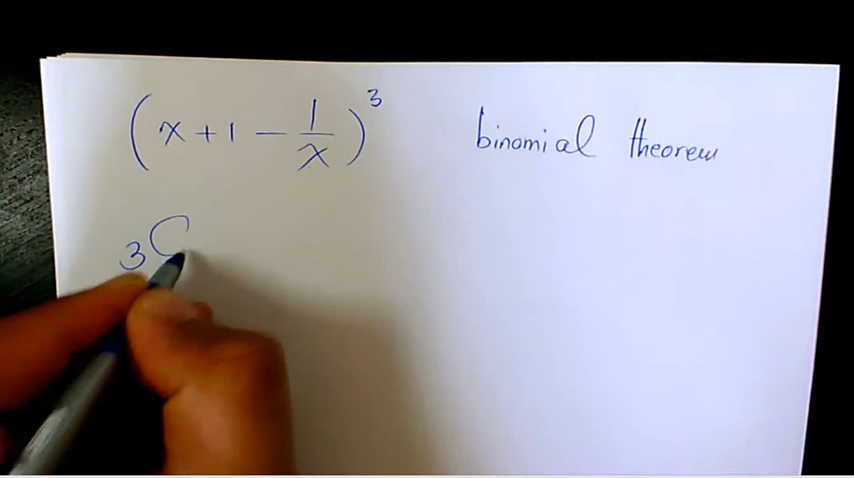 (x + 1 − 1/x)³ binomial theorem
₃C